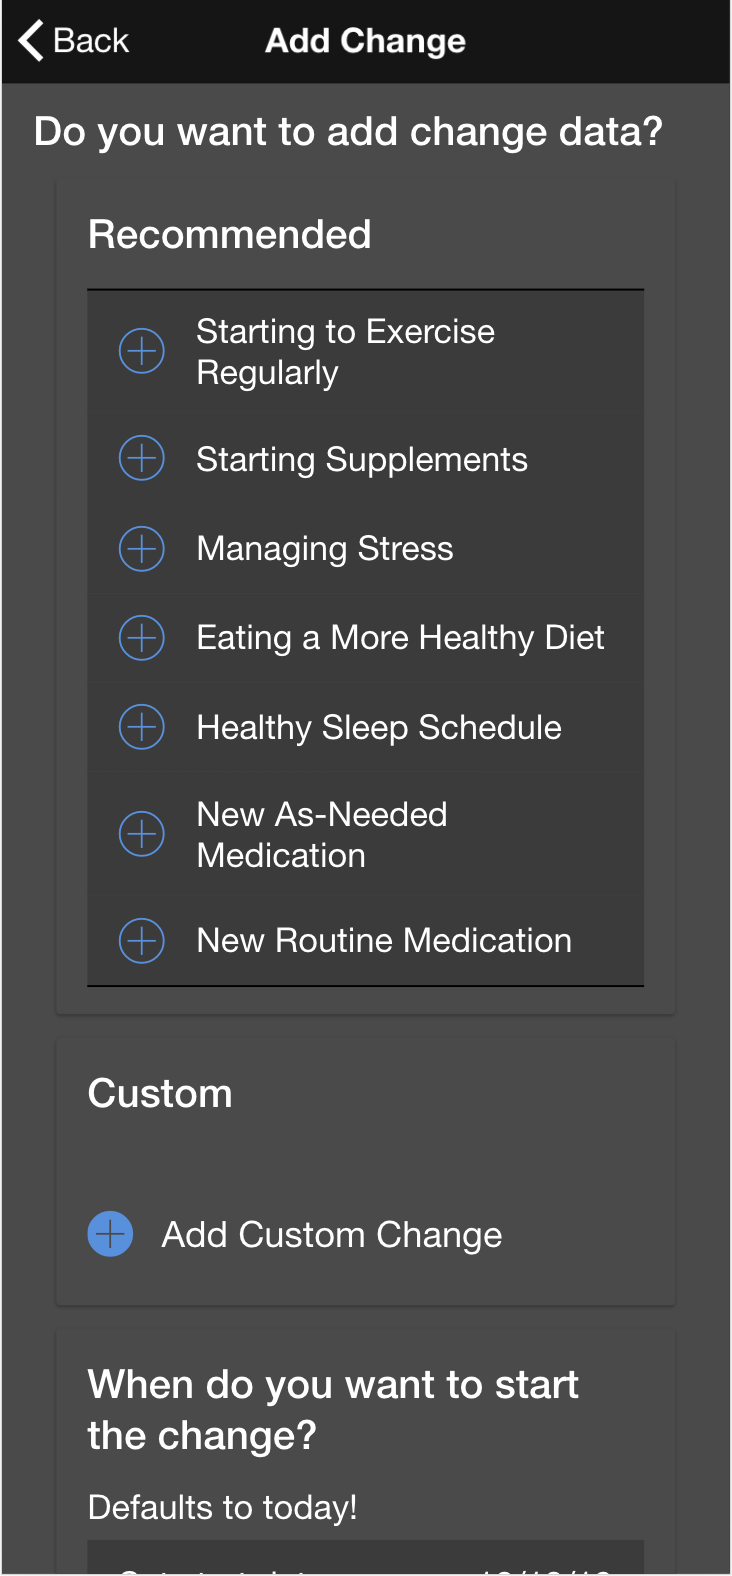 Back
Add Change
Do you want to add change data?
Recommended
Starting to Exercise
Regularly
Starting Supplements
Managing Stress
Eating a More Healthy Diet
Healthy Sleep Schedule
New As-Needed
Medication
New Routine Medication
Custom
Add Custom Change
When do you want to start
the change?
Defaults to today!